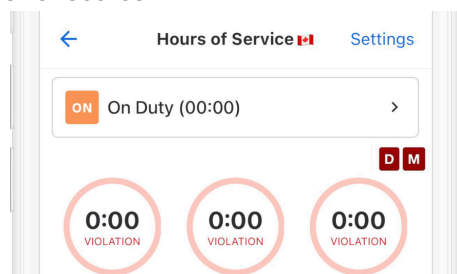 Hours of Service Settings
ON On Duty (00:00)
D M
0:00 0:00 0:00
VIOLATION VIOLATION VIOLATION